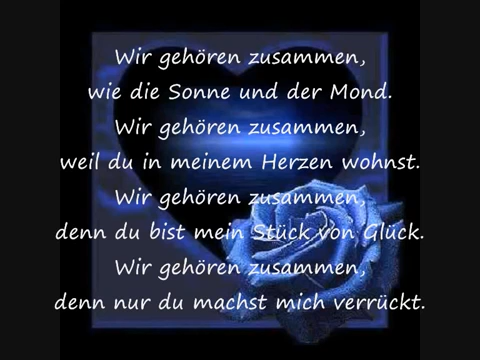 Wir gehören zusammen,
wie die Sonne und der Mond.
Wir gehören zusammen,
weil du in meinem Herzen wohnst.
Wir gehören zusammen,
denn du bist mein Stück von Glück.
Wir gehören zusammen,
denn nur du machst mich verrückt.